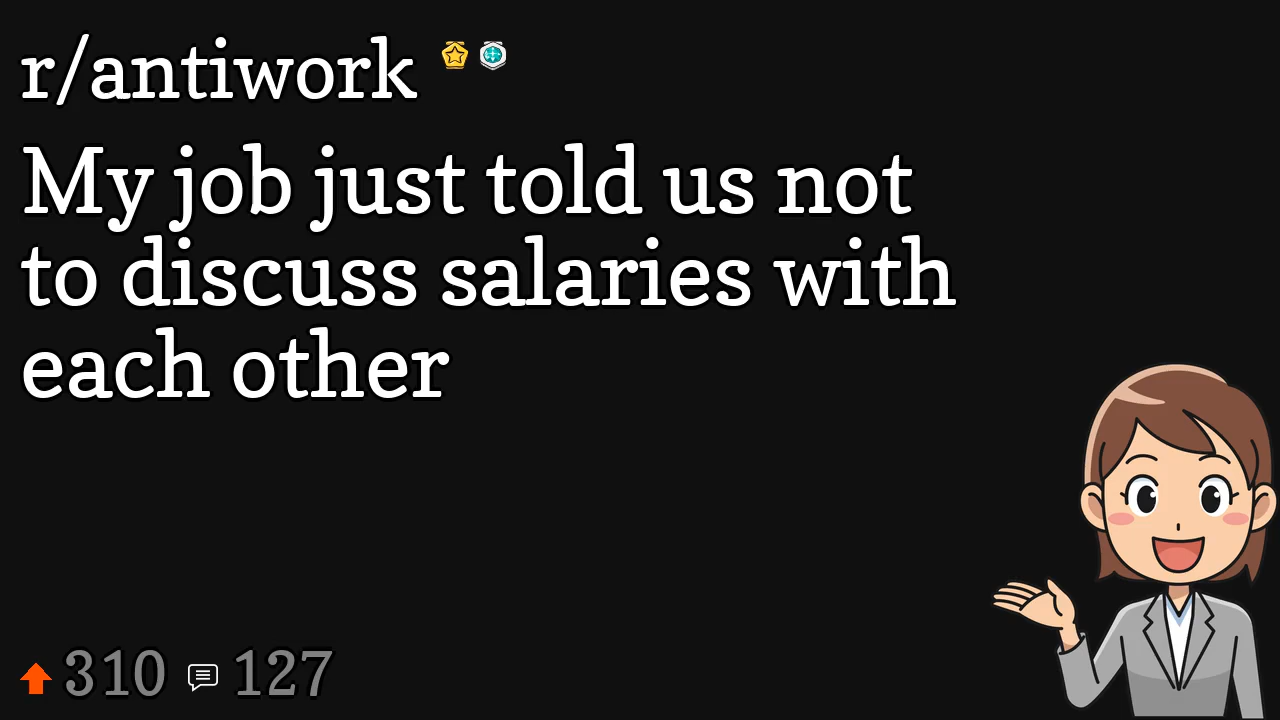 r/antiwork
My job just told us not
to discuss salaries with
each other
310 127